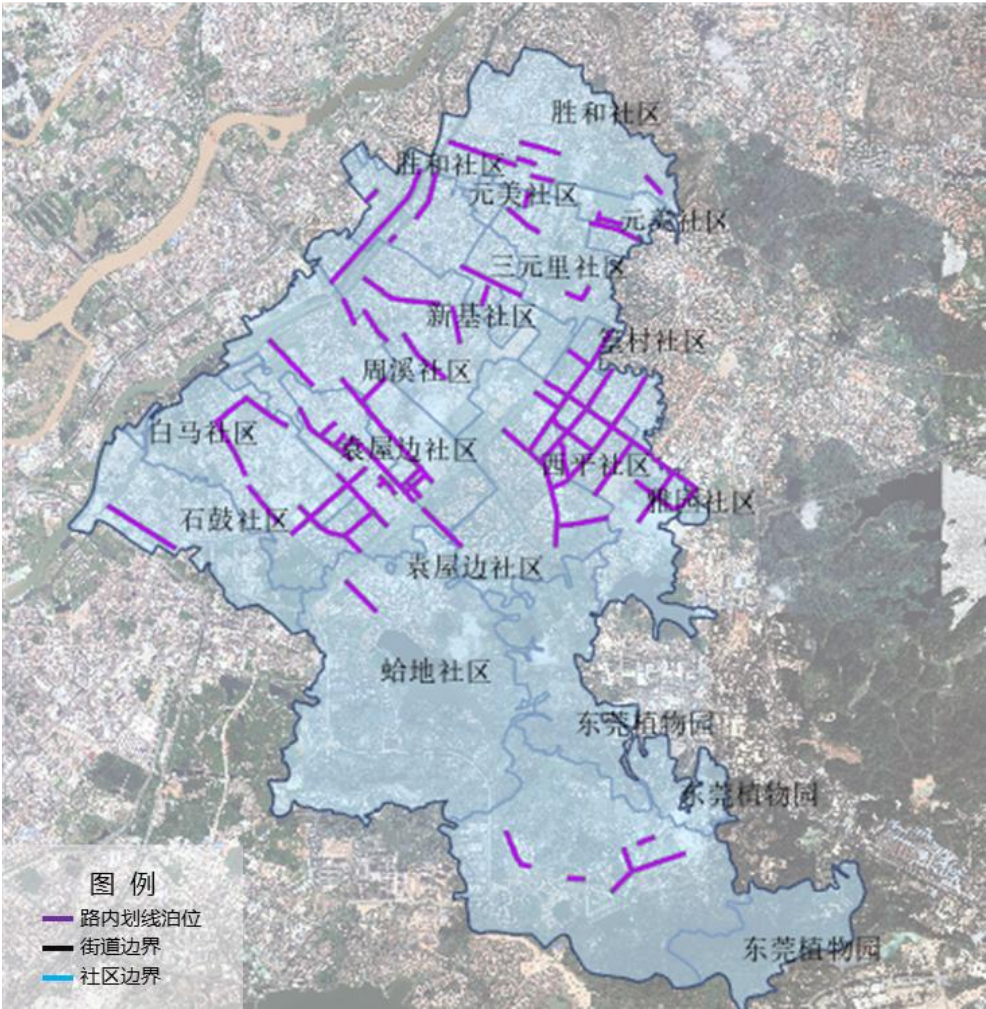 胜和社区
胜和社区
元美社区
元美社区
三元里社区
新基社区
篁村社区
周溪社区
白马社区
袁屋边社区
西平社区
雅园社区
石鼓社区
袁屋边社区
蛤地社区
东莞植物园
东莞植物园
图 例
路内划线泊位
街道边界
社区边界
东莞植物园